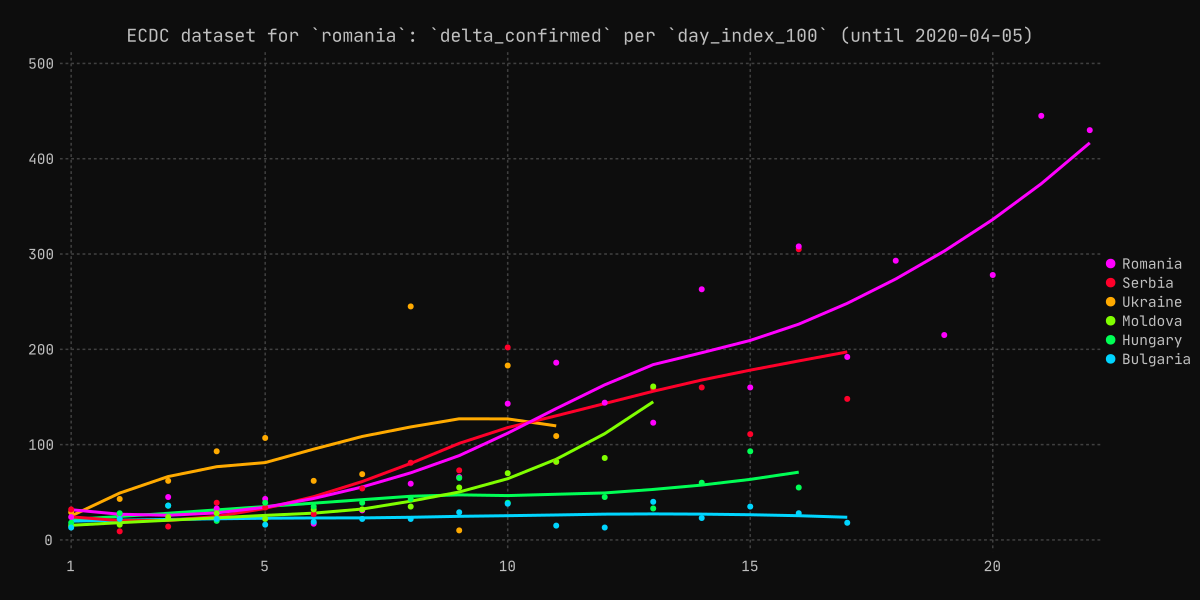 ECDC dataset for `romania`: `delta_confirmed` per `day_index_100` (until 2020-04-05)
500
400
300
200
100
0
1
5
10
15
20
Romania
Serbia
Ukraine
Moldova
Hungary
Bulgaria